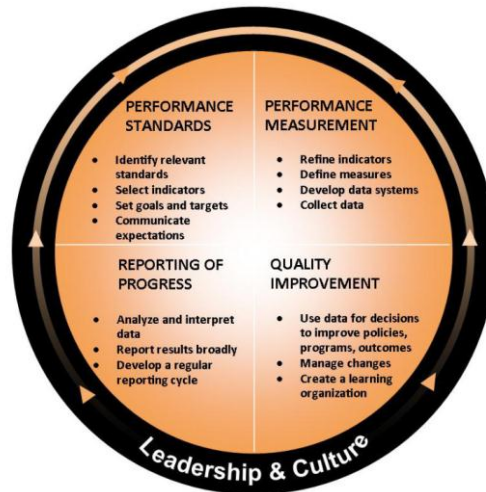 PERFORMANCE
STANDARDS
• Identify relevant
standards
• Select indicators
• Set goals and targets
• Communicate
expectations
PERFORMANCE
MEASUREMENT
• Refine indicators
• Define measures
• Develop data systems
• Collect data
REPORTING OF
PROGRESS
• Analyze and interpret
data
• Report results broadly
• Develop a regular
reporting cycle
QUALITY
IMPROVEMENT
• Use data for decisions
to improve policies,
programs, outcomes
• Manage changes
• Create a learning
organization
Leadership & Culture